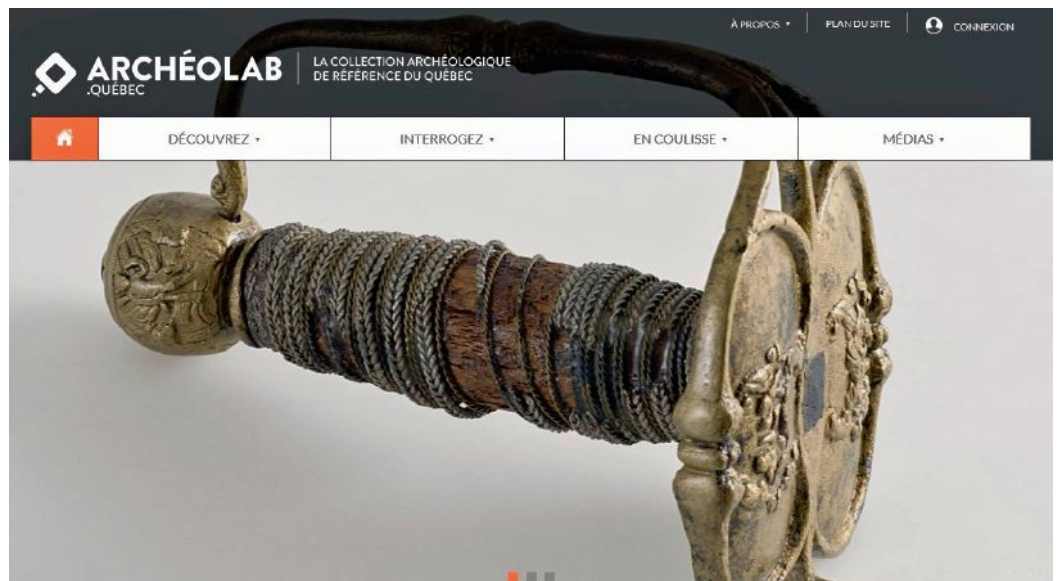 À PROPOS
PLAN DU SITE
CONNEXION
ARCHÉOLAB
.QUÉBEC
LA COLLECTION ARCHÉOLOGIQUE
DE RÉFÉRENCE DU QUÉBEC
DÉCOUVREZ
INTERROGEZ
EN COULISSE
MÉDIAS